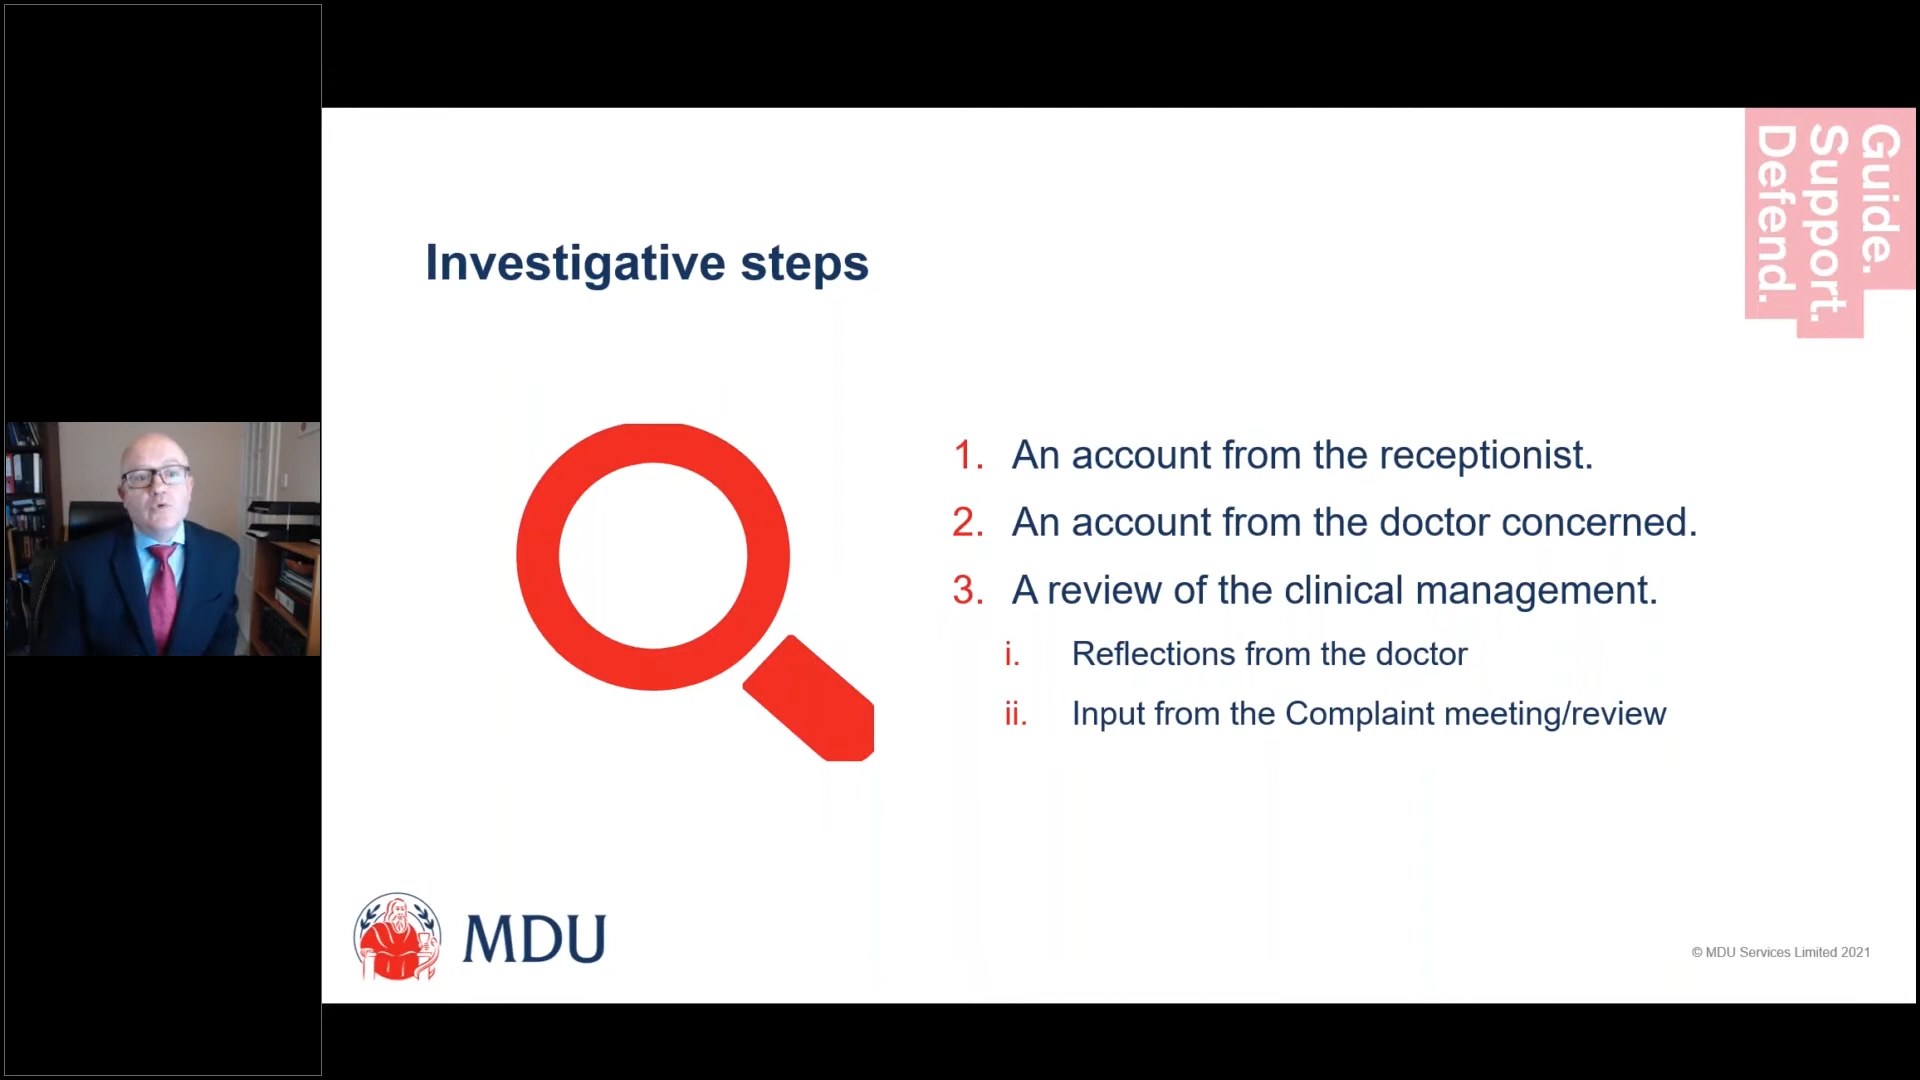 Guide.
Support.
Defend.
Investigative steps
1. An account from the receptionist.
2. An account from the doctor concerned.
3. A review of the clinical management.
i. Reflections from the doctor
ii. Input from the Complaint meeting/review
MDU
© MDU Services Limited 2021